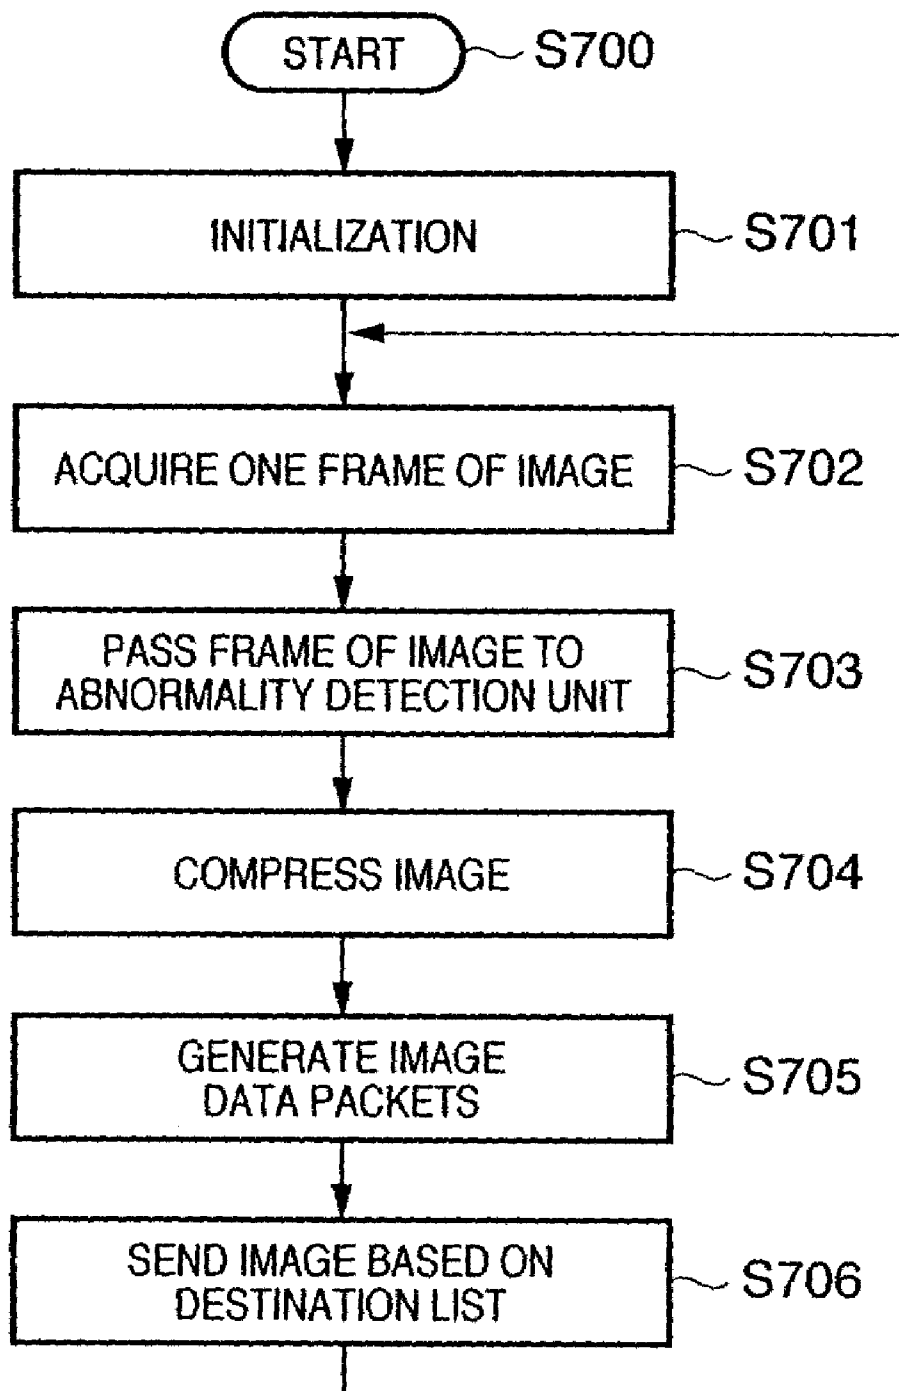 START S700
INITIALIZATION S701
ACQUIRE ONE FRAME OF IMAGE S702
PASS FRAME OF IMAGE TO
ABNORMALITY DETECTION UNIT S703
COMPRESS IMAGE S704
GENERATE IMAGE
DATA PACKETS S705
SEND IMAGE BASED ON
DESTINATION LIST S706